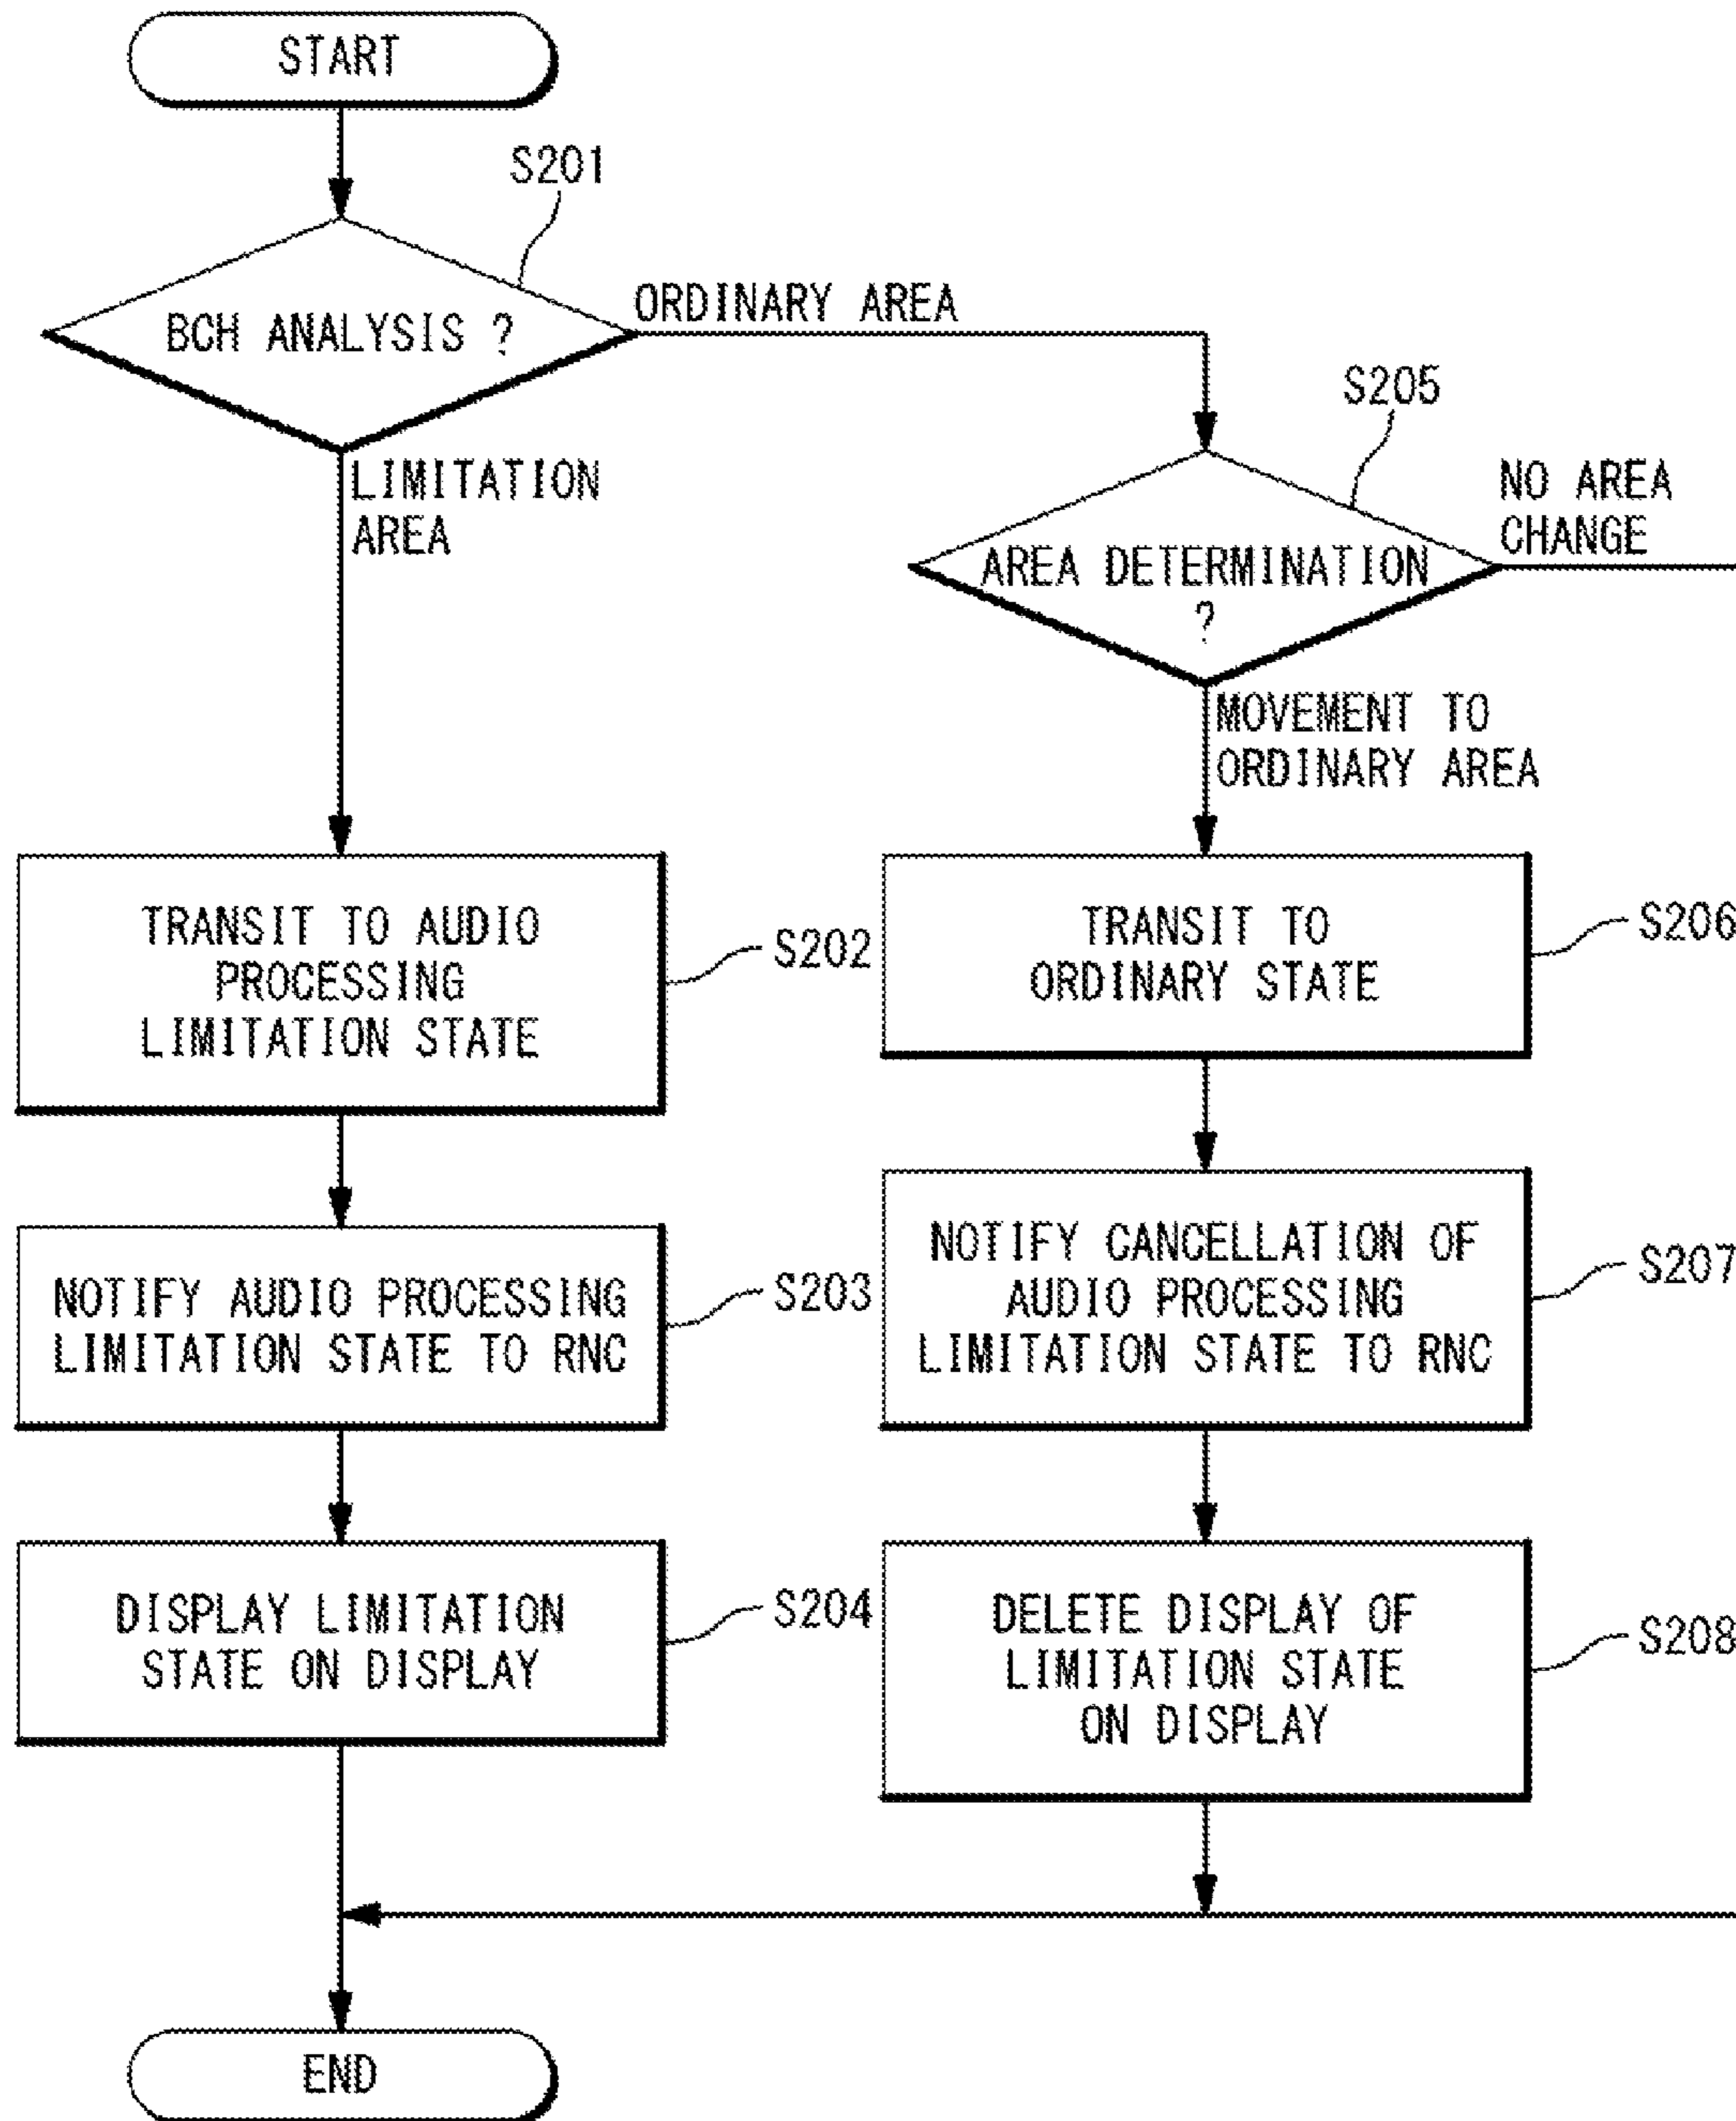 START
S201
BCH ANALYSIS ?
ORDINARY AREA
LIMITATION
AREA
S205
NO AREA
CHANGE
AREA DETERMINATION
?
MOVEMENT TO
ORDINARY AREA
TRANSIT TO AUDIO
PROCESSING
LIMITATION STATE
S202
TRANSIT TO
ORDINARY STATE
S206
NOTIFY AUDIO PROCESSING
LIMITATION STATE TO RNC
S203
NOTIFY CANCELLATION OF
AUDIO PROCESSING
LIMITATION STATE TO RNC
S207
DISPLAY LIMITATION
STATE ON DISPLAY
S204
DELETE DISPLAY OF
LIMITATION STATE
ON DISPLAY
S208
END